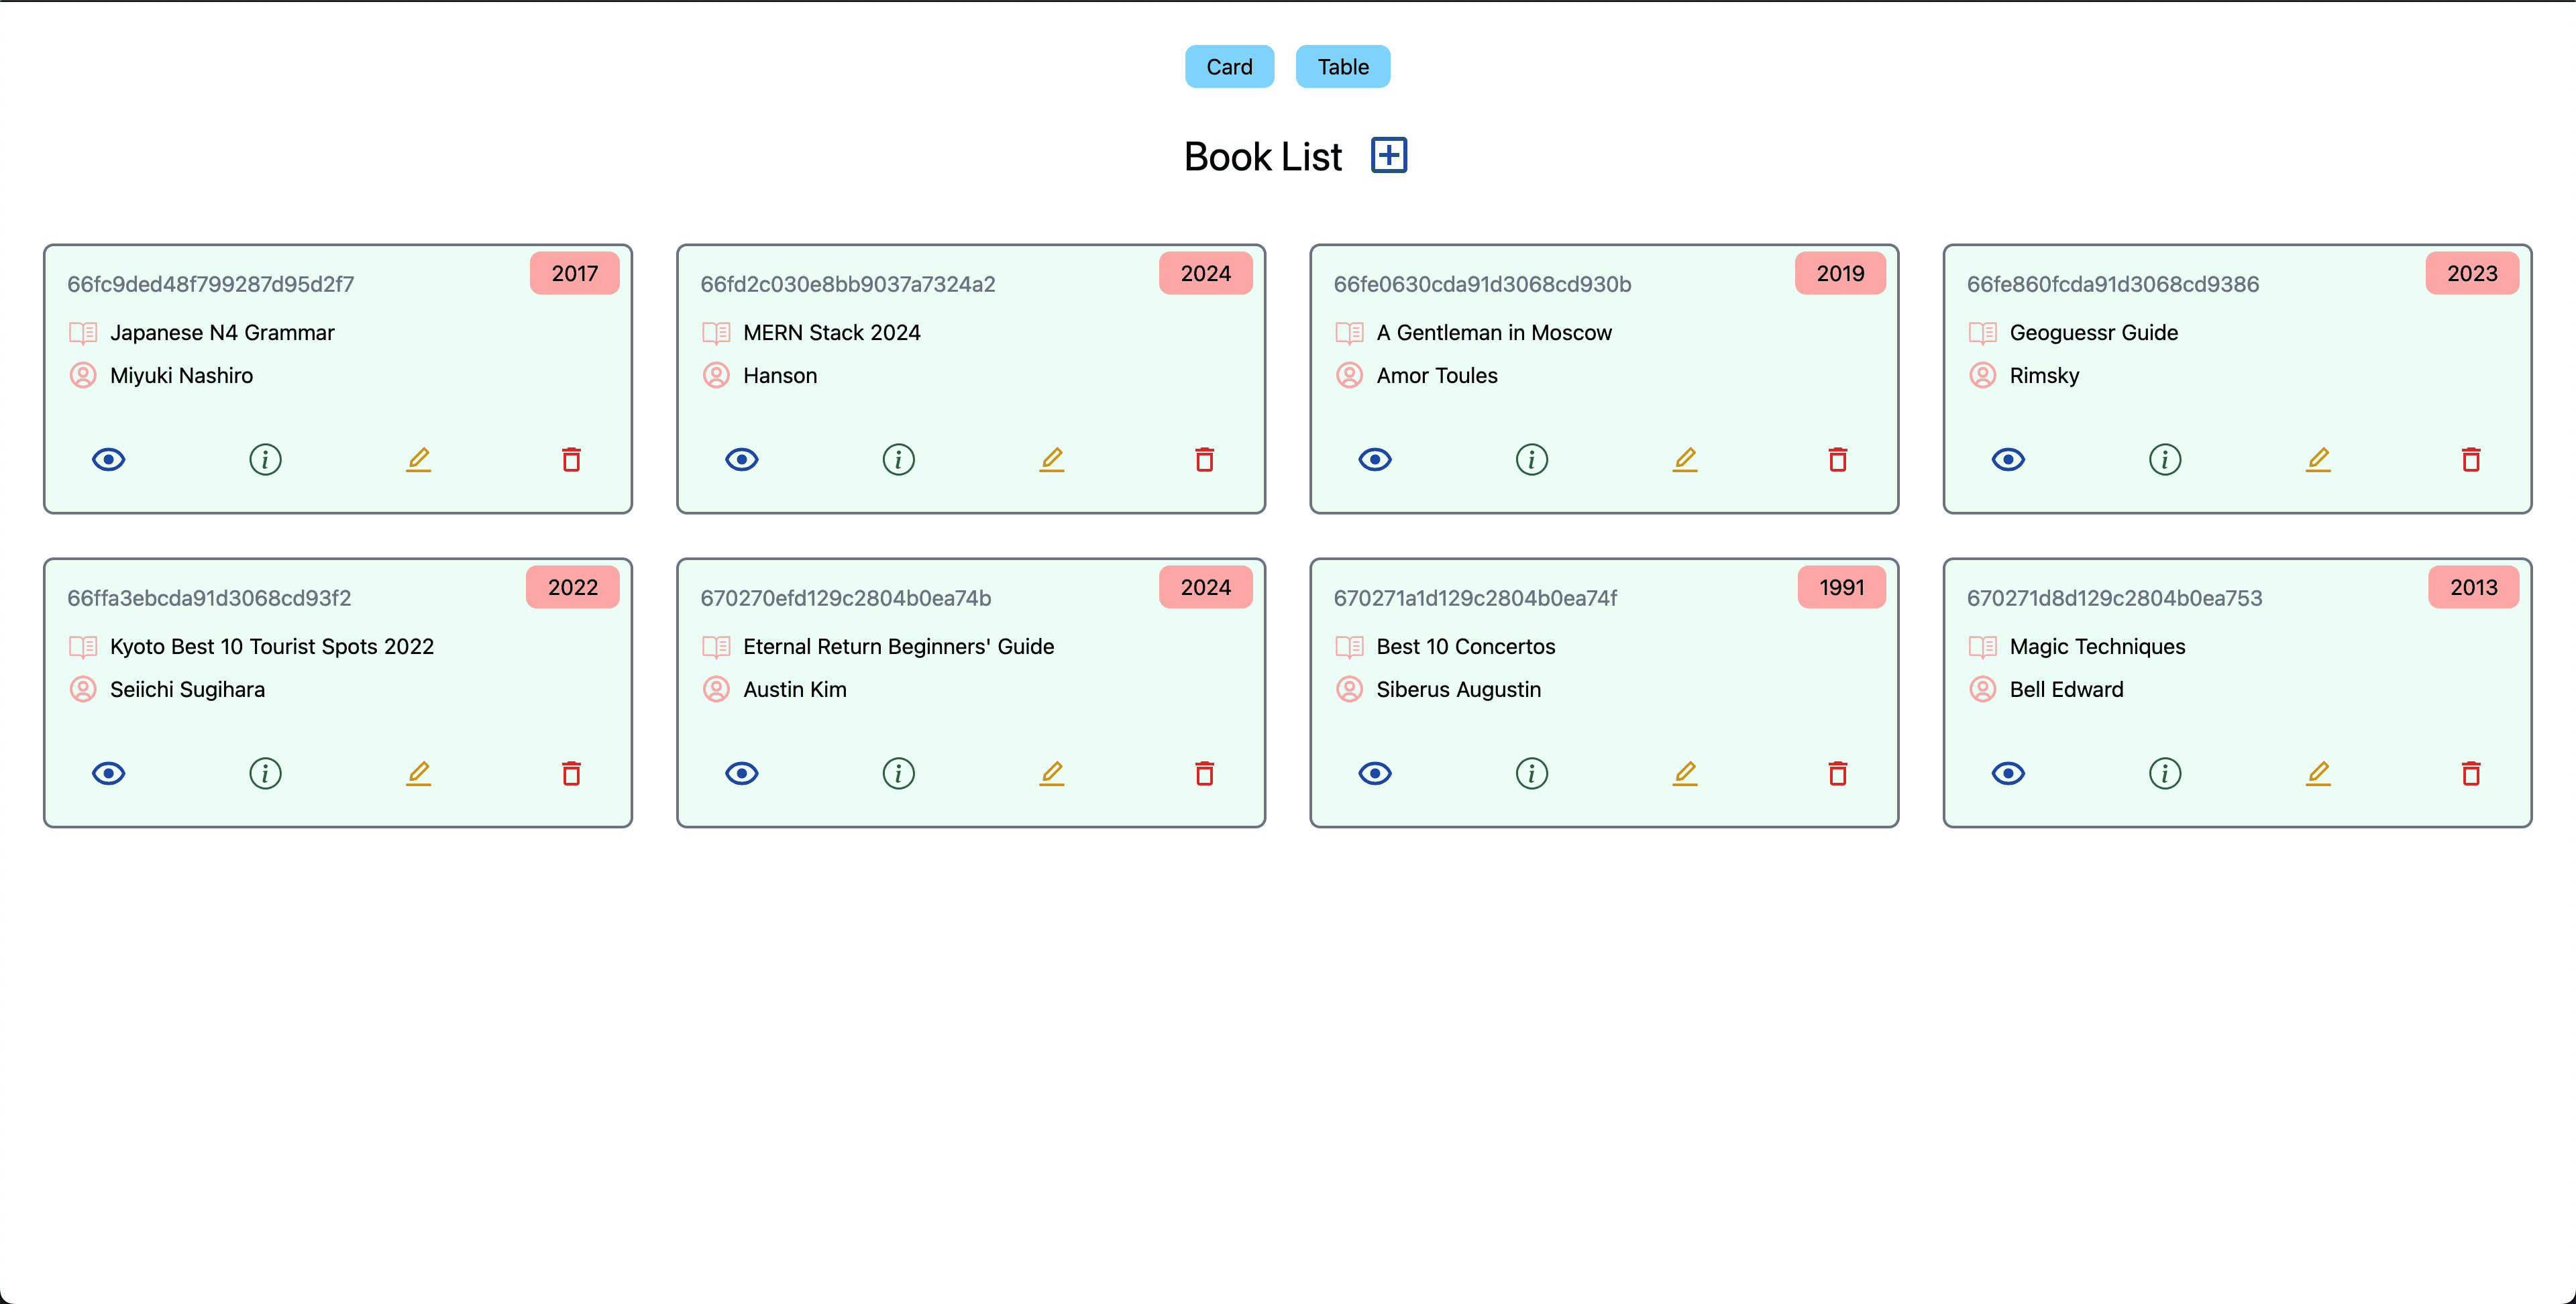 Card
Table
Book List
66fc9ded48f799287d95d2f7
2017
Japanese N4 Grammar
Miyuki Nashiro
66fd2c030e8bb9037a7324a2
2024
MERN Stack 2024
Hanson
66fe0630cda91d3068cd930b
2019
A Gentleman in Moscow
Amor Toules
66fe860fcda91d3068cd9386
2023
Geoguessr Guide
Rimsky
66ffa3ebcda91d3068cd93f2
2022
Kyoto Best 10 Tourist Spots 2022
Seiichi Sugihara
670270efd129c2804b0ea74b
2024
Eternal Return Beginners' Guide
Austin Kim
670271a1d129c2804b0ea74f
1991
Best 10 Concertos
Siberus Augustin
670271d8d129c2804b0ea753
2013
Magic Techniques
Bell Edward